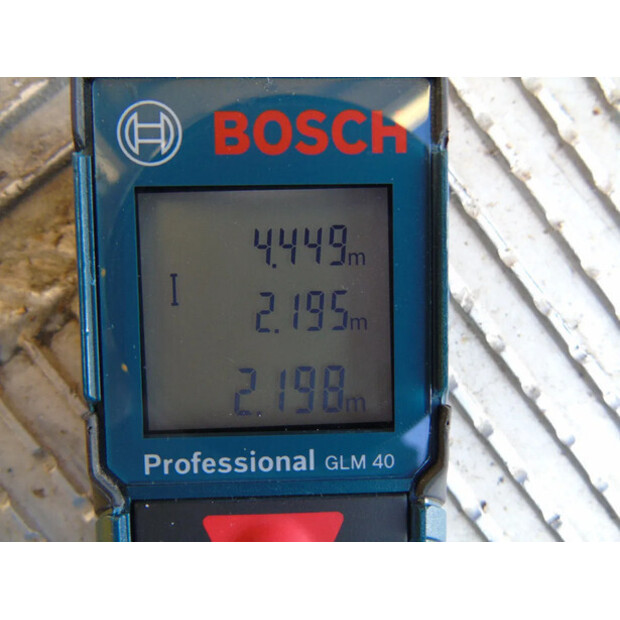 BOSCH
4.449m
2.195m
2.198m
Professional GLM 40